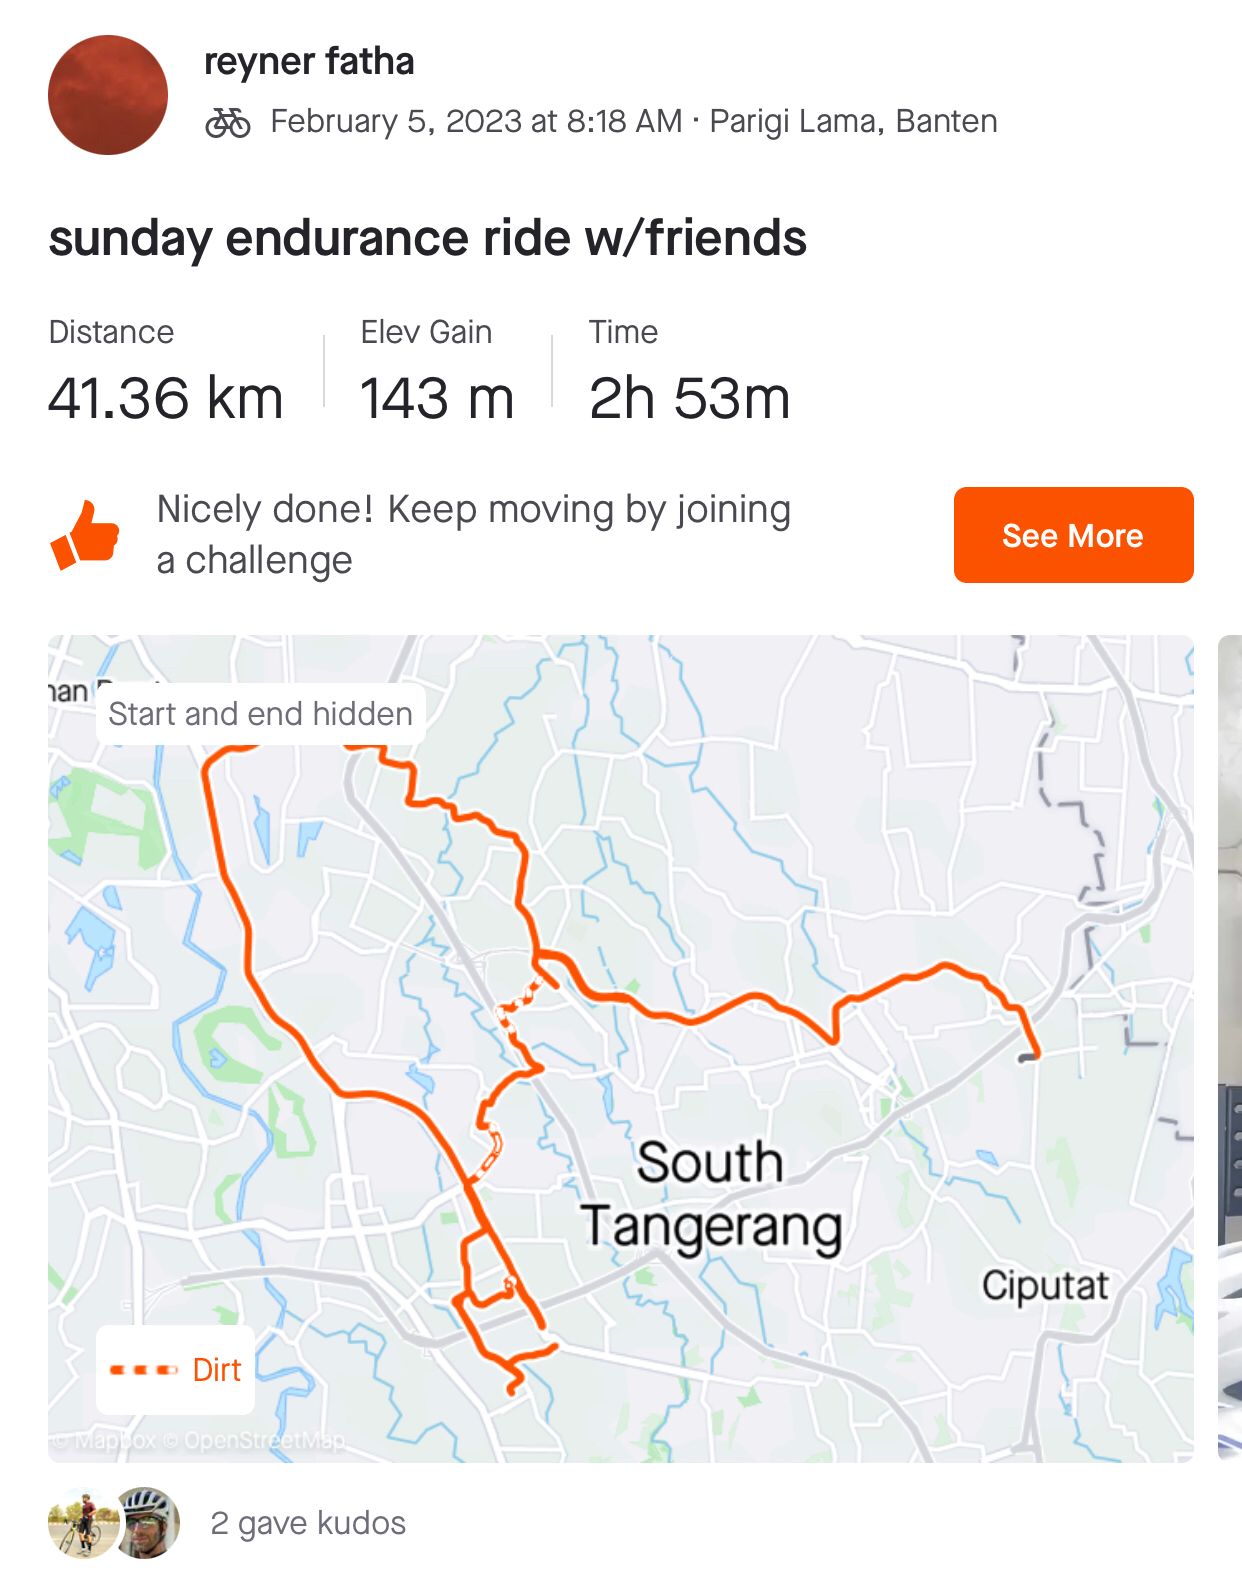 reyner fatha
February 5, 2023 at 8:18 AM · Parigi Lama, Banten
sunday endurance ride w/friends
Distance
Elev Gain
Time
41.36 km
143 m
2h 53m
Nicely done! Keep moving by joining
a challenge
See More
Start and end hidden
South
Tangerang
Ciputat
Dirt
© Mapbox © OpenStreetMap
2 gave kudos